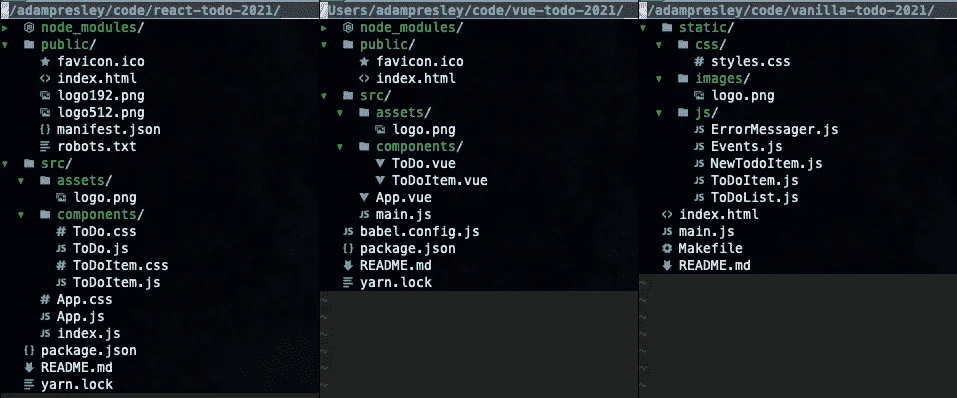 /adampresley/code/react-todo-2021/
node_modules/
public/
favicon.ico
index.html
logo192.png
logo512.png
manifest.json
robots.txt
src/
assets/
logo.png
components/
ToDo.css
ToDo.js
ToDoItem.css
ToDoItem.js
App.css
App.js
index.js
package.json
README.md
yarn.lock
Users/adampresley/code/vue-todo-2021/
node_modules/
public/
favicon.ico
index.html
src/
assets/
logo.png
components/
ToDo.vue
ToDoItem.vue
App.vue
main.js
babel.config.js
package.json
README.md
yarn.lock
/adampresley/code/vanilla-todo-2021/
static/
css/
styles.css
images/
logo.png
js/
ErrorMessager.js
Events.js
NewTodoItem.js
ToDoItem.js
ToDoList.js
index.html
main.js
Makefile
README.md